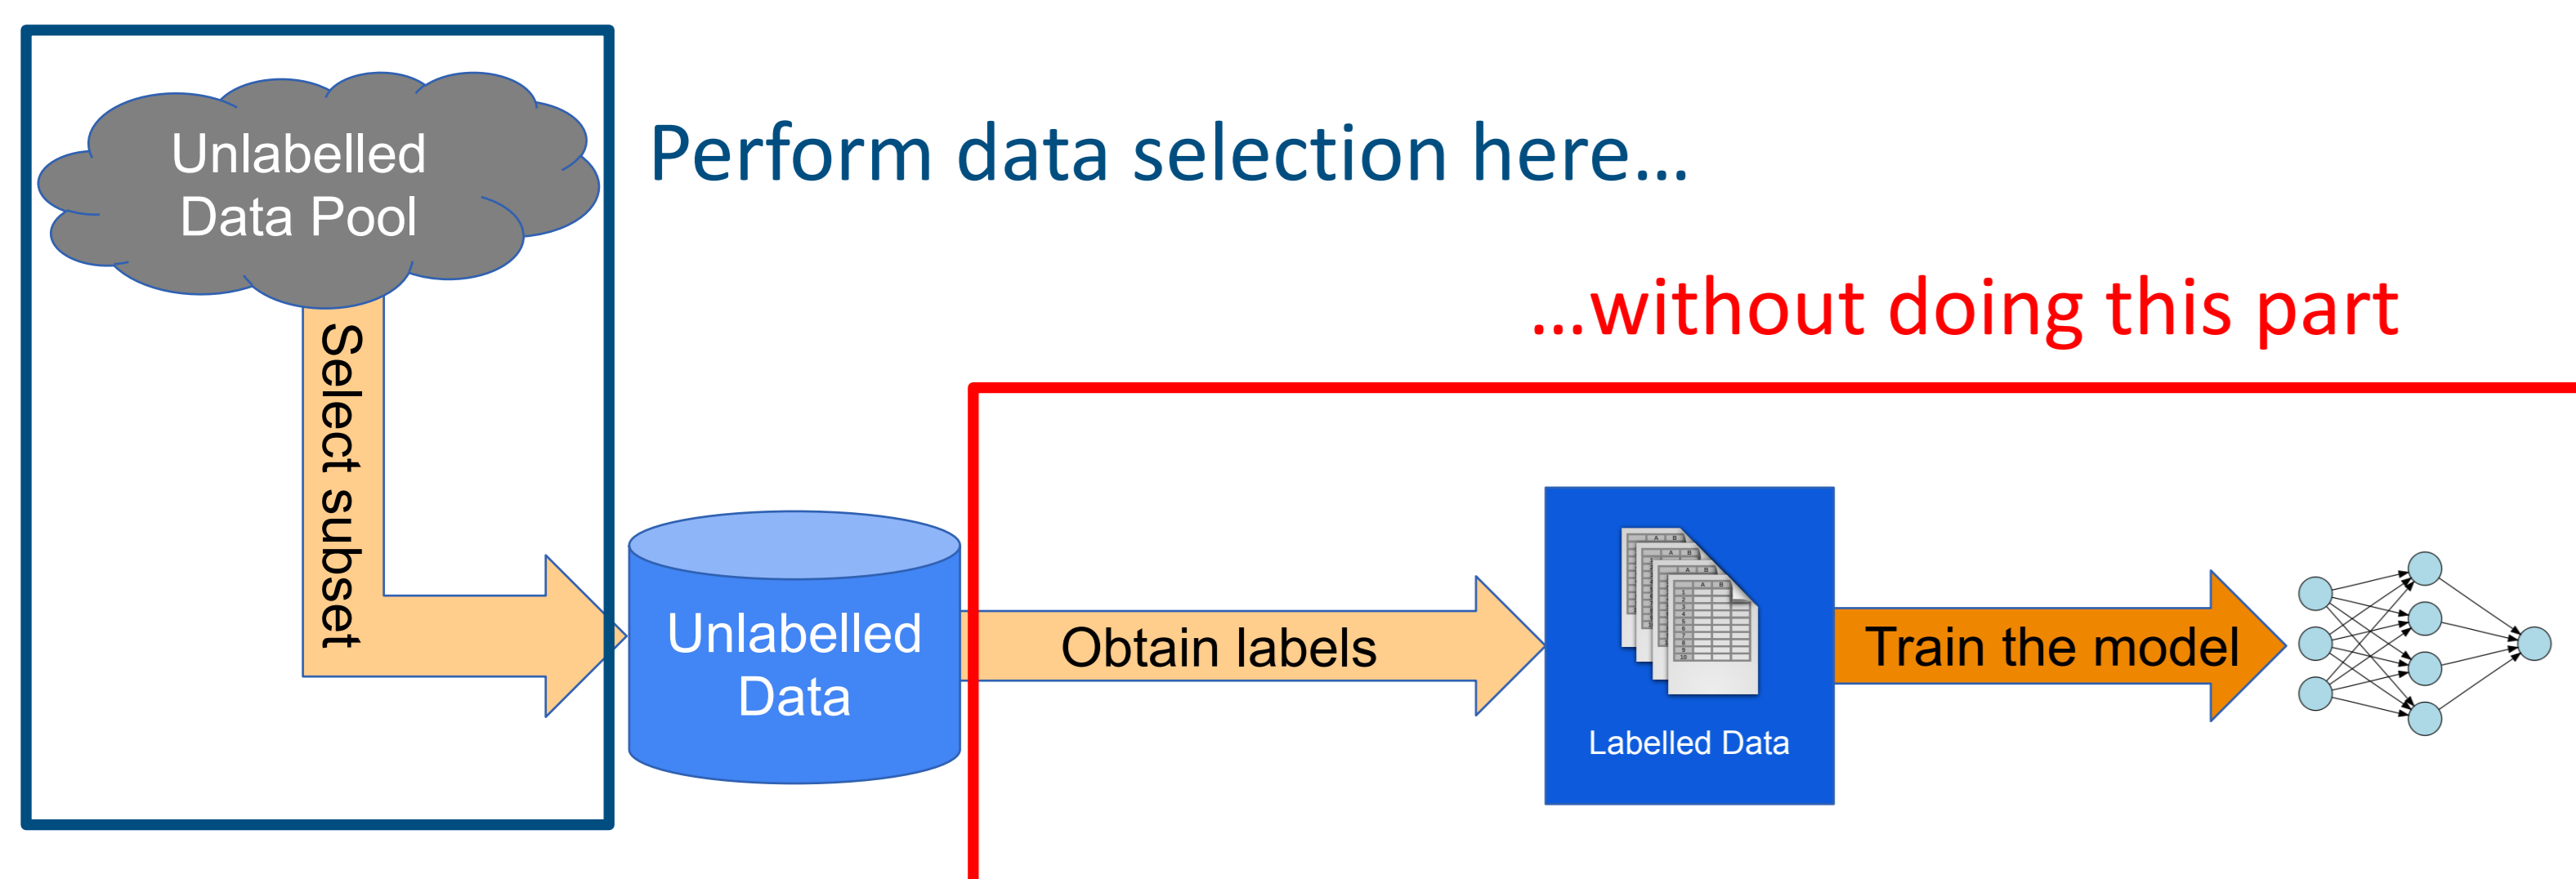 Unlabelled
Data Pool
Perform data selection here…
…without doing this part
Select subset
Unlabelled
Data
Obtain labels
Labelled Data
Train the model